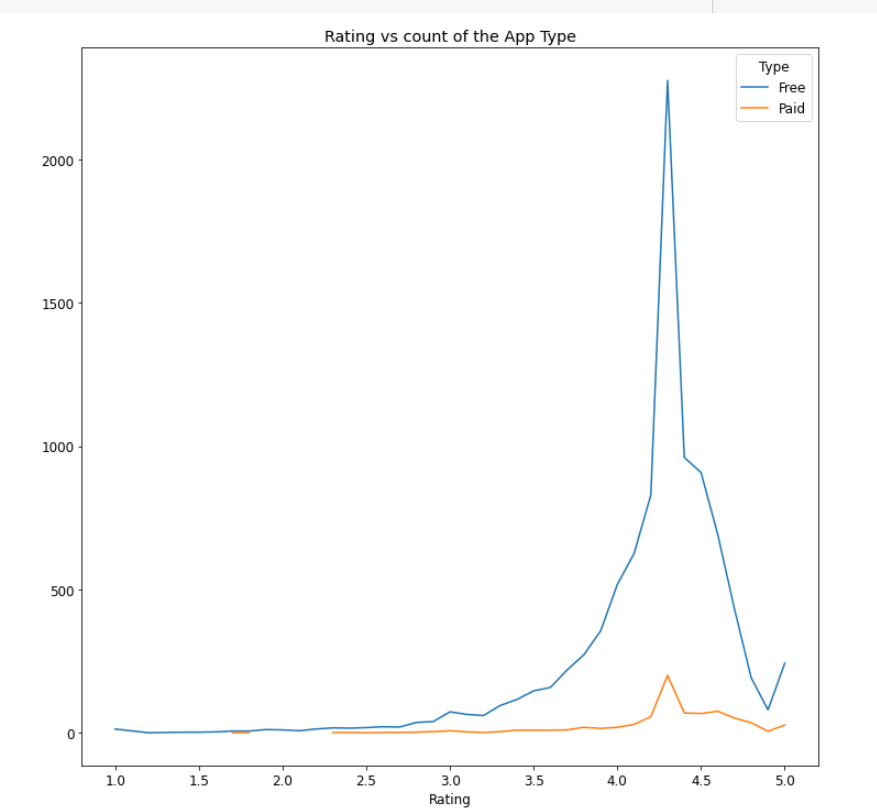 Rating vs count of the App Type
Type
Free
Paid
2000
1500
1000
500
0
1.0 1.5 2.0 2.5 3.0 3.5 4.0 4.5 5.0
Rating